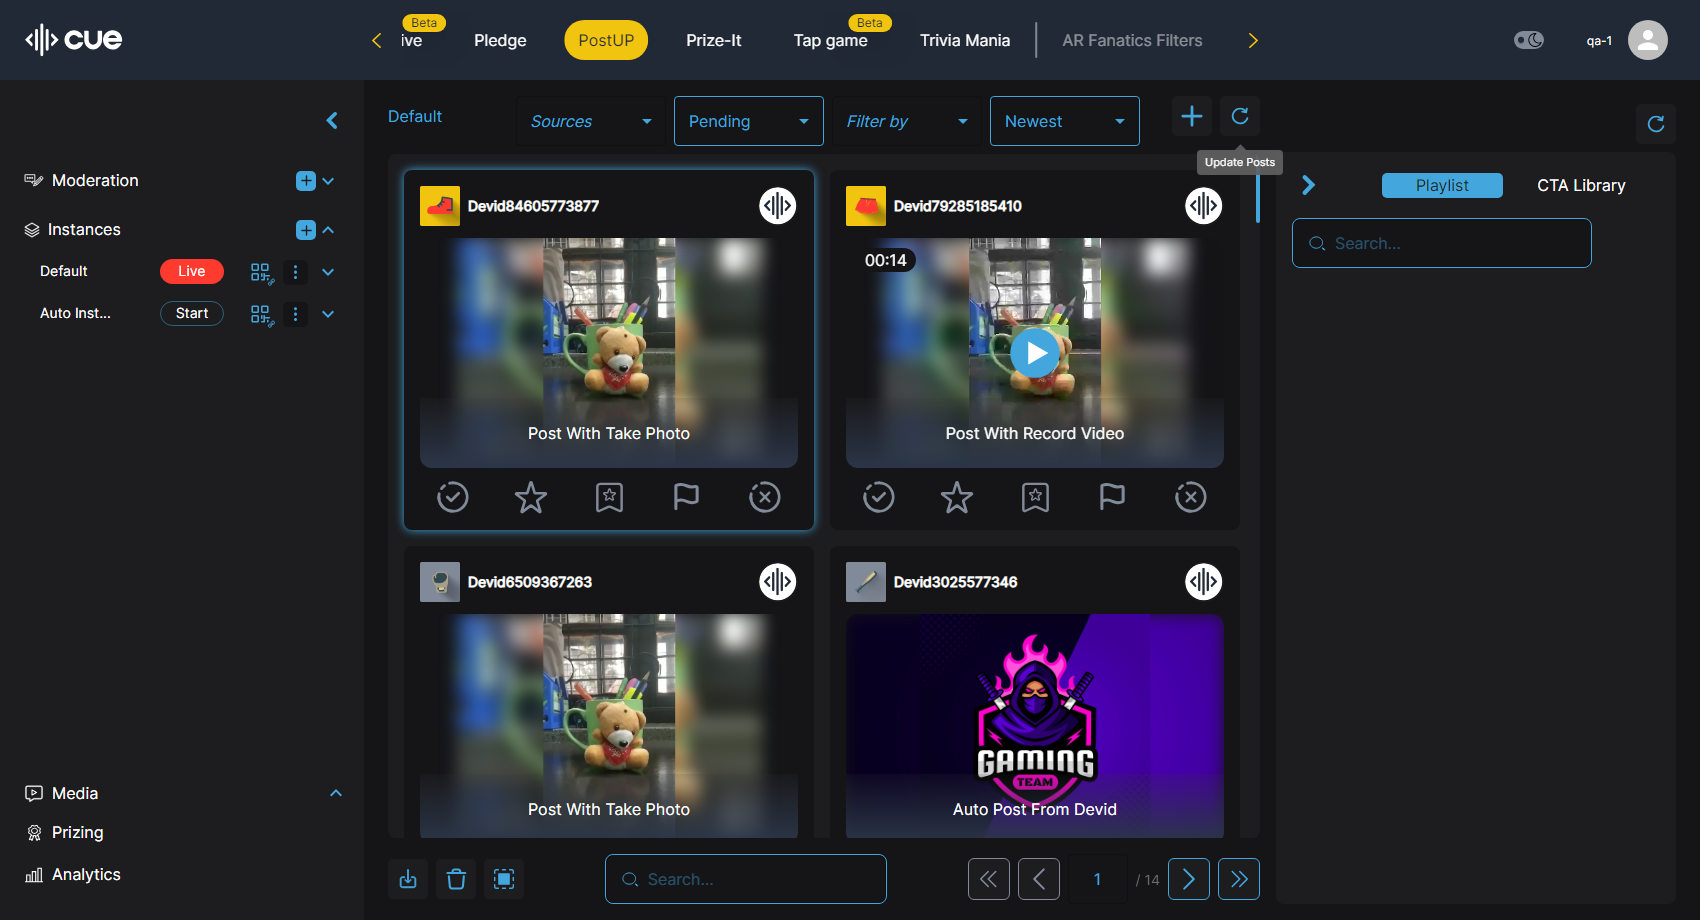 cue
Beta
ive
Pledge
PostUP
Prize-It
Beta
Tap game
Trivia Mania
AR Fanatics Filters
qa-1
Moderation
Instances
Default
Live
Auto Inst...
Start
Media
Prizing
Analytics
Default
Sources
Pending
Filter by
Newest
Update Posts
Devid84605773877
Post With Take Photo
Devid79285185410
00:14
Post With Record Video
Devid6509367263
Post With Take Photo
Devid3025577346
GAMING
TEAM
Auto Post From Devid
Search...
1
/ 14
Playlist
CTA Library
Search...